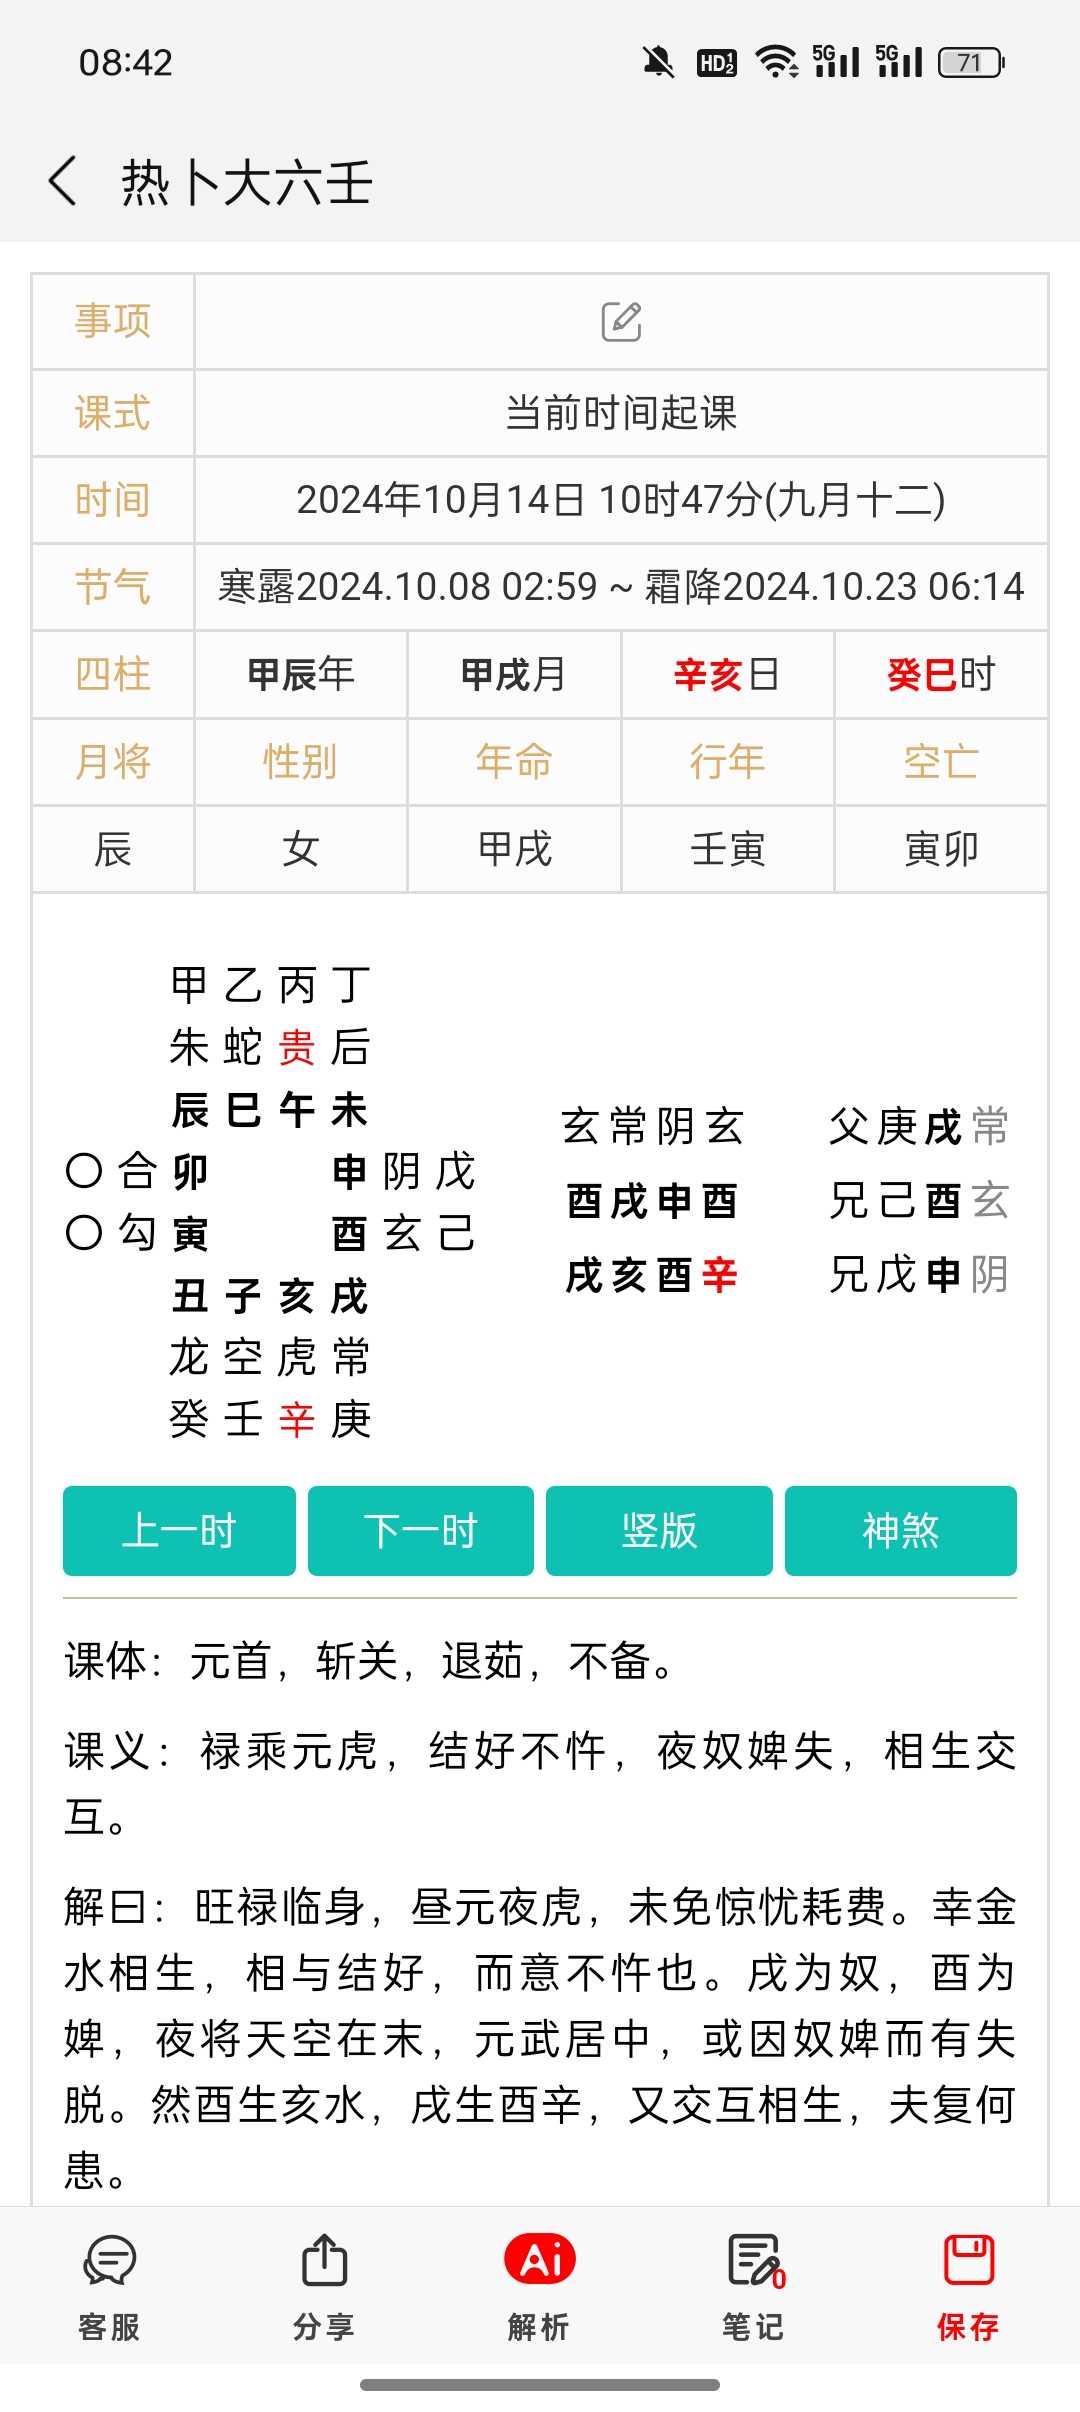 08:42
HD 1 2 5G 5G 71
热卜大六壬
事项
课式 当前时间起课
时间 2024年10月14日 10时47分(九月十二)
节气 寒露2024.10.08 02:59 ~ 霜降2024.10.23 06:14
四柱 甲辰年 甲戌月 辛亥日 癸巳时
月将 性别 年命 行年 空亡
辰 女 甲戌 壬寅 寅卯
甲 乙 丙 丁
朱 蛇 贵 后
辰 巳 午 未
〇 合 卯 申 阴 戊
〇 勾 寅 酉 玄 己
丑 子 亥 戌
龙 空 虎 常
癸 壬 辛 庚
玄 常 阴 玄
酉 戌 申 酉
戌 亥 酉 辛
父 庚 戌 常
兄 己 酉 玄
兄 戊 申 阴
上一时 下一时 竖版 神煞
课体：元首，斩关，退茹，不备。
课义：禄乘元虎，结好不忤，夜奴婢失，相生交
互。
解曰：旺禄临身，昼元夜虎，未免惊忧耗费。幸金
水相生，相与结好，而意不忤也。戌为奴，酉为
婢，夜将天空在末，元武居中，或因奴婢而有失
脱。然酉生亥水，戌生酉辛，又交互相生，夫复何
患。
客服 分享 Ai 解析 0 笔记 保存